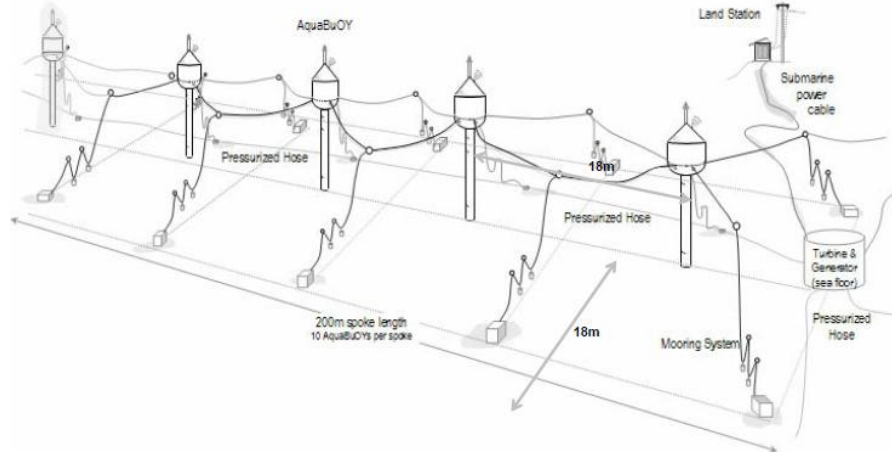 AquaBuOY
Land Station
Submarine
power
cable
Pressurized Hose
18m
Pressurized Hose
Turbine &
Generator
(sea floor)
200m spoke length
10 AquaBuOYs per spoke
18m
Mooring System
Pressurized
Hose